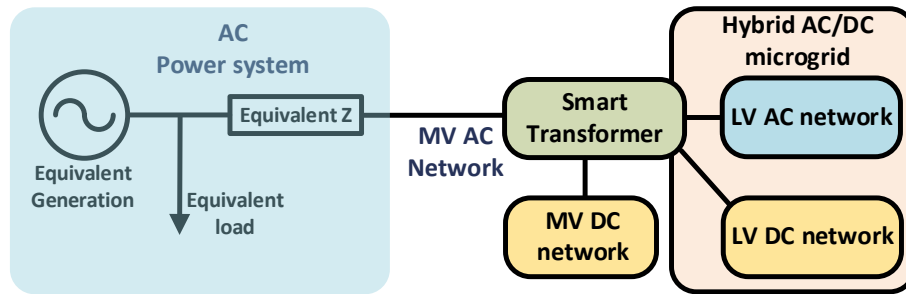 AC
Power system
Equivalent Z
Equivalent
Generation
Equivalent
load
MV AC
Network
Smart
Transformer
MV DC
network
Hybrid AC/DC
microgrid
LV AC network
LV DC network